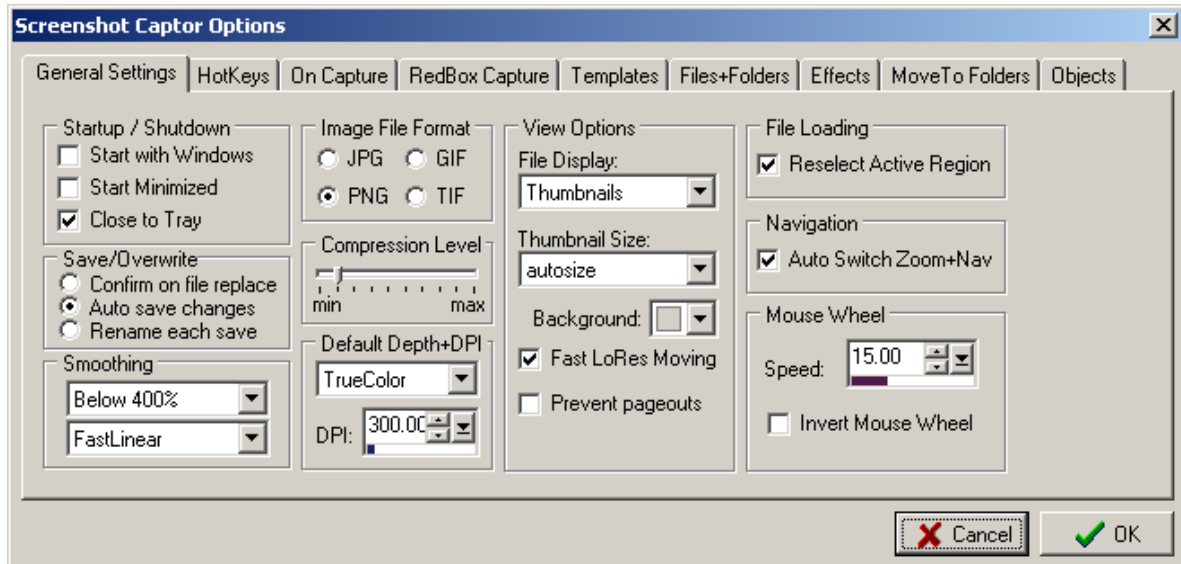 Screenshot Captor Options
General Settings HotKeys On Capture RedBox Capture Templates Files+Folders Effects MoveTo Folders Objects
Startup / Shutdown
Start with Windows
Start Minimized
Close to Tray
Save/Overwrite
Confirm on file replace
Auto save changes
Rename each save
Smoothing
Below 400%
FastLinear
Image File Format
JPG GIF
PNG TIF
Compression Level
min max
Default Depth+DPI
TrueColor
DPI: 300.00
View Options
File Display:
Thumbnails
Thumbnail Size:
autosize
Background:
Fast LoRes Moving
Prevent pageouts
File Loading
Reselect Active Region
Navigation
Auto Switch Zoom+Nav
Mouse Wheel
Speed: 15.00
Invert Mouse Wheel
Cancel OK